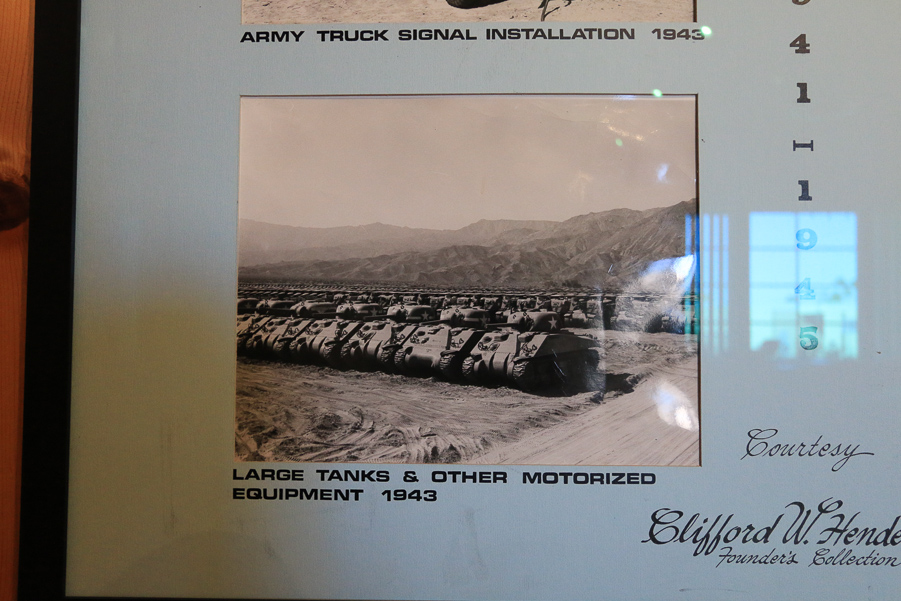 ARMY TRUCK SIGNAL INSTALLATION 1943
LARGE TANKS & OTHER MOTORIZED
EQUIPMENT 1943
4
1
—
1
9
4
5
Courtesy
Clifford W.
Founder's Collection